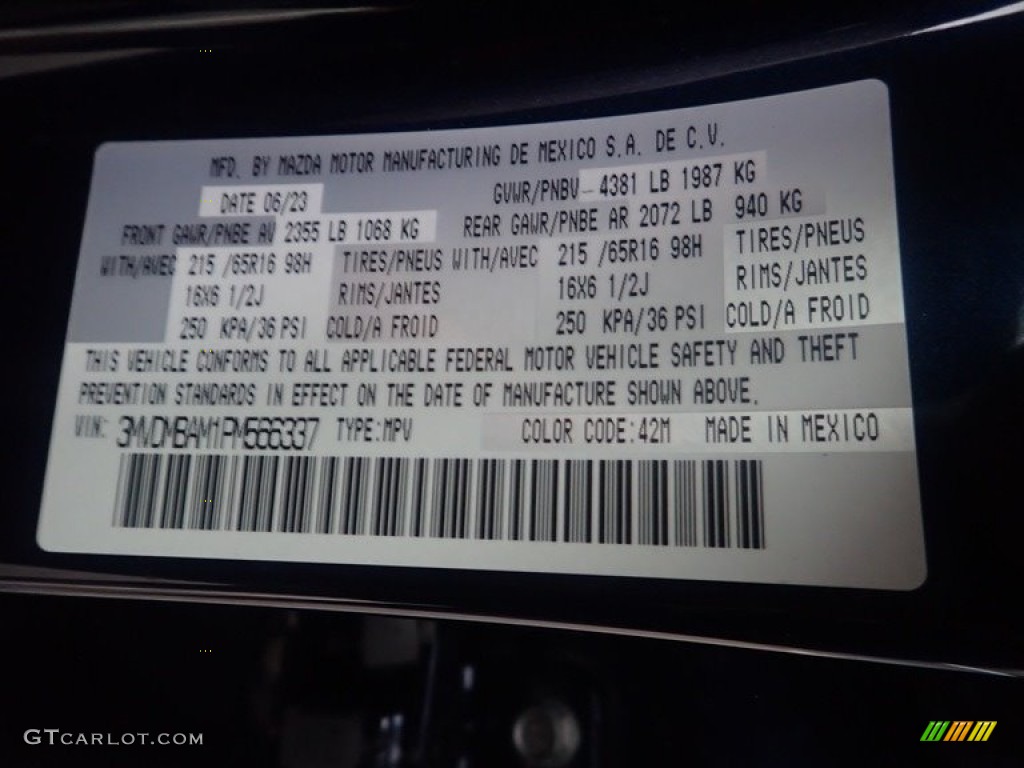 MFD. BY MAZDA MOTOR MANUFACTURING DE MEXICO S.A. DE C.V.
DATE 06/23 GVWR/PNBV 4381 LB 1987 KG
FRONT GAWR/PNBE AV 2355 LB 1068 KG REAR GAWR/PNBE AR 2072 LB 940 KG
WITH/AVEC 215 /65R16 98H TIRES/PNEUS WITH/AVEC 215 /65R16 98H TIRES/PNEUS
16X6 1/2J RIMS/JANTES 16X6 1/2J RIMS/JANTES
250 KPA/36 PSI COLD/A FROID 250 KPA/36 PSI COLD/A FROID
THIS VEHICLE CONFORMS TO ALL APPLICABLE FEDERAL MOTOR VEHICLE SAFETY AND THEFT
PREVENTION STANDARDS IN EFFECT ON THE DATE OF MANUFACTURE SHOWN ABOVE.
VIN: 3MVDMBAM1PM566337 TYPE:MPV COLOR CODE:42M MADE IN MEXICO
GTCARLOT.COM